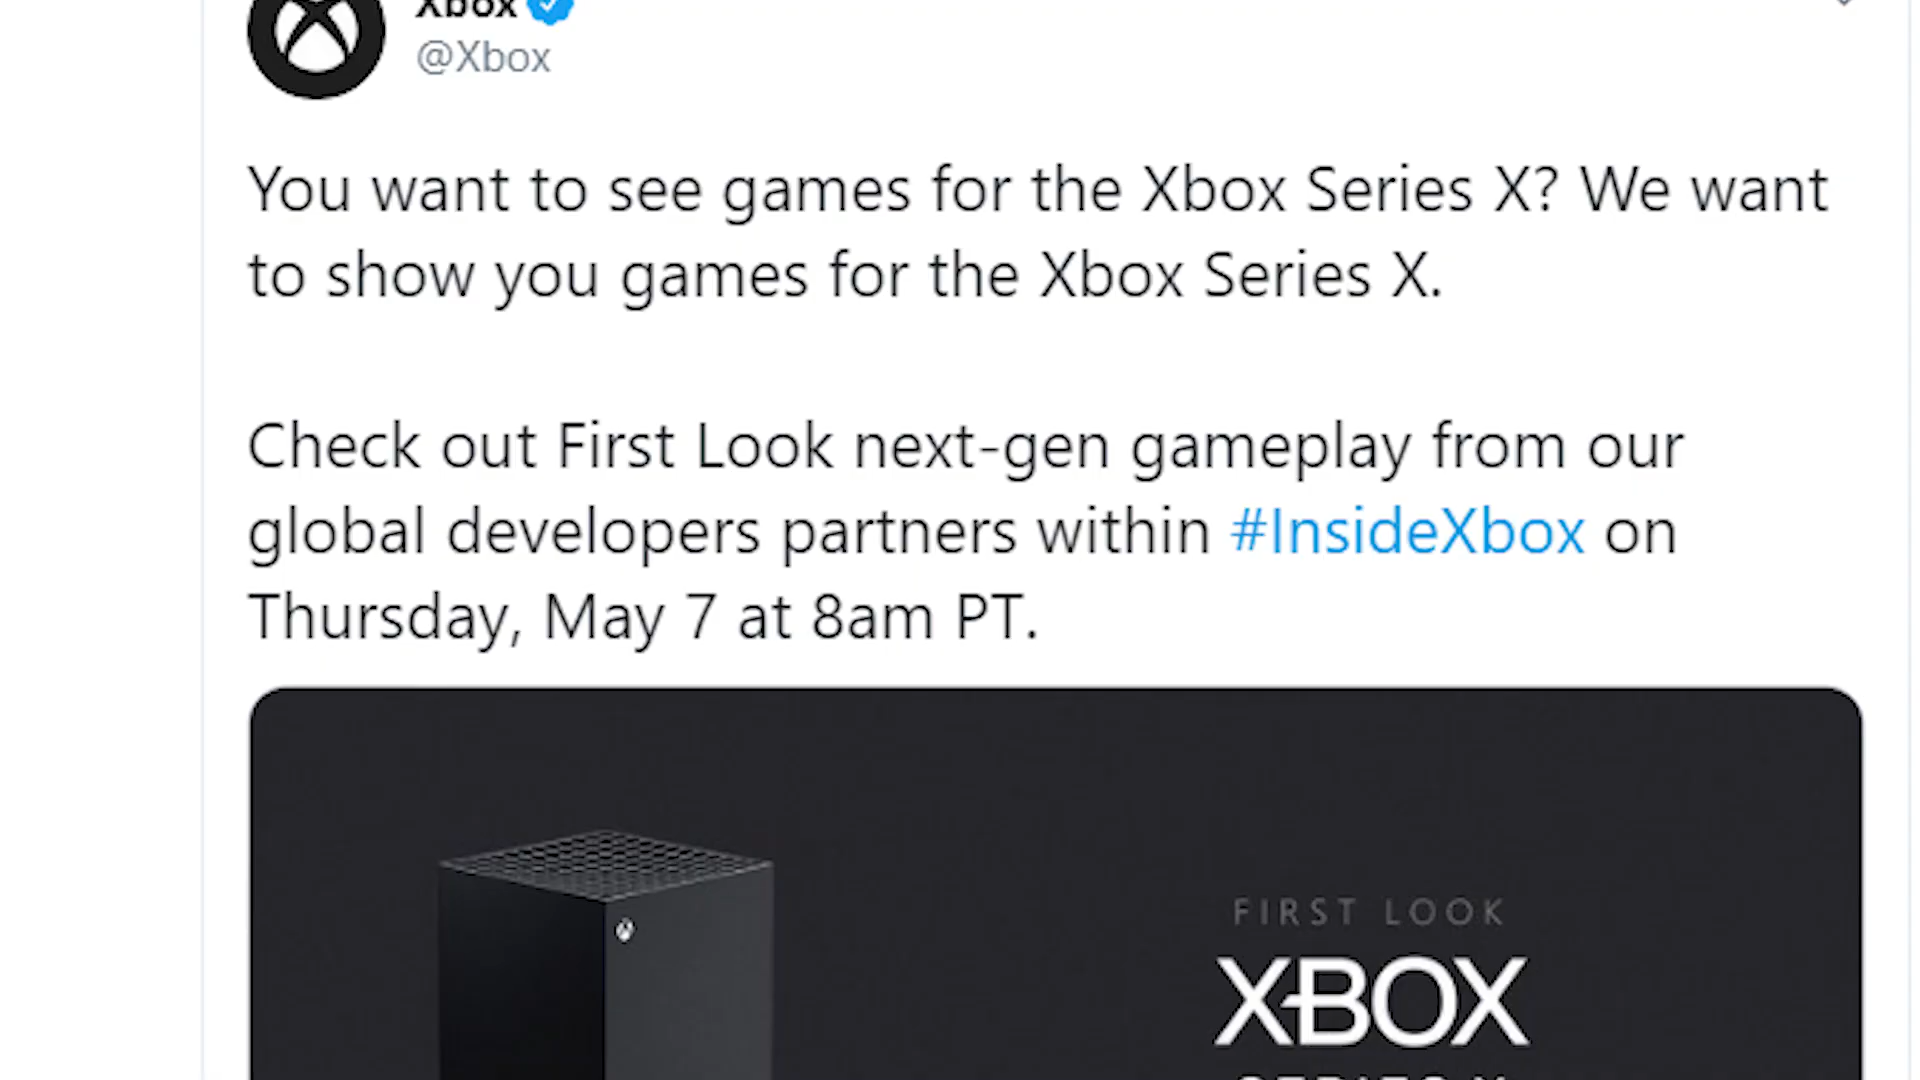 Xbox
@Xbox
You want to see games for the Xbox Series X? We want
to show you games for the Xbox Series X.
Check out First Look next-gen gameplay from our
global developers partners within #InsideXbox on
Thursday, May 7 at 8am PT.
FIRST LOOK
XBOX
SERIES X